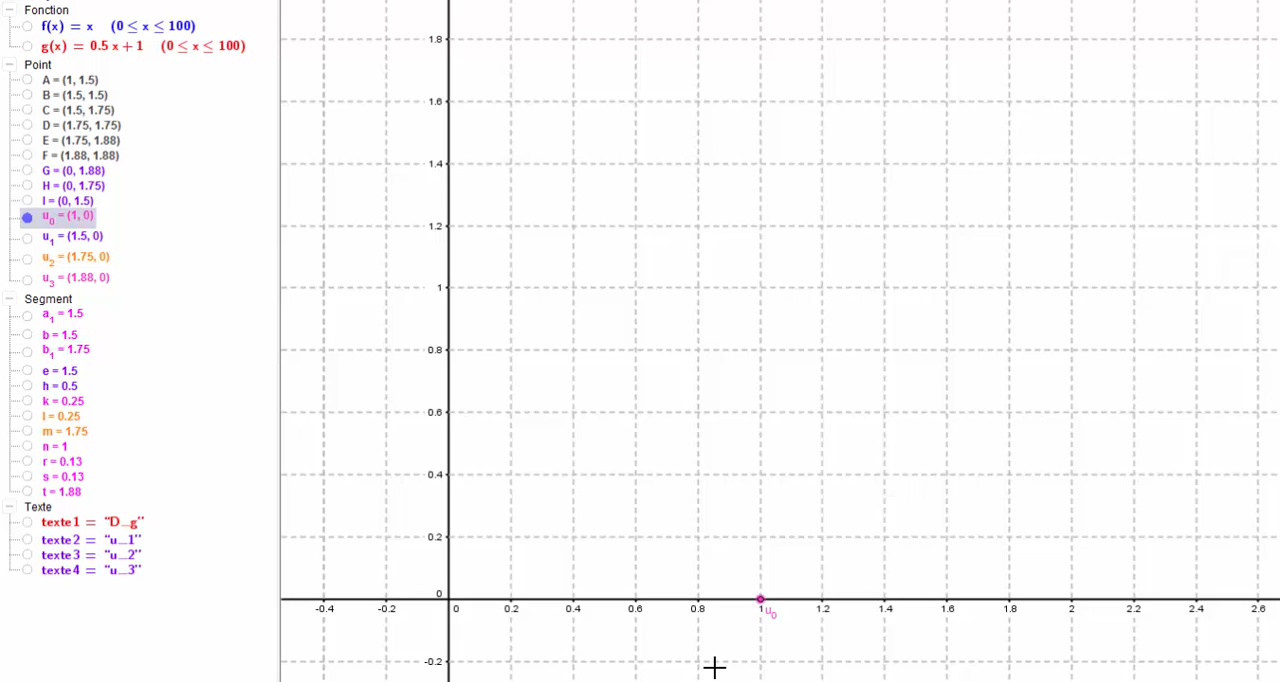 Fonction
f(x) = x (0 ≤ x ≤ 100)
g(x) = 0.5 x + 1 (0 ≤ x ≤ 100)
Point
A = (1, 1.5)
B = (1.5, 1.5)
C = (1.5, 1.75)
D = (1.75, 1.75)
E = (1.75, 1.88)
F = (1.88, 1.88)
G = (0, 1.88)
H = (0, 1.75)
I = (0, 1.5)
u₀ = (1, 0)
u₁ = (1.5, 0)
u₂ = (1.75, 0)
u₃ = (1.88, 0)
Segment
a₁ = 1.5
b = 1.5
b₁ = 1.75
e = 1.5
h = 0.5
k = 0.25
l = 0.25
m = 1.75
n = 1
r = 0.13
s = 0.13
t = 1.88
Texte
texte1 = “D_g”
texte2 = “u_1”
texte3 = “u_2”
texte4 = “u_3”
1.8
1.6
1.4
1.2
1
0.8
0.6
0.4
0.2
0
-0.4 -0.2 0 0.2 0.4 0.6 0.8 1 u₀ 1.2 1.4 1.6 1.8 2 2.2 2.4 2.6
-0.2